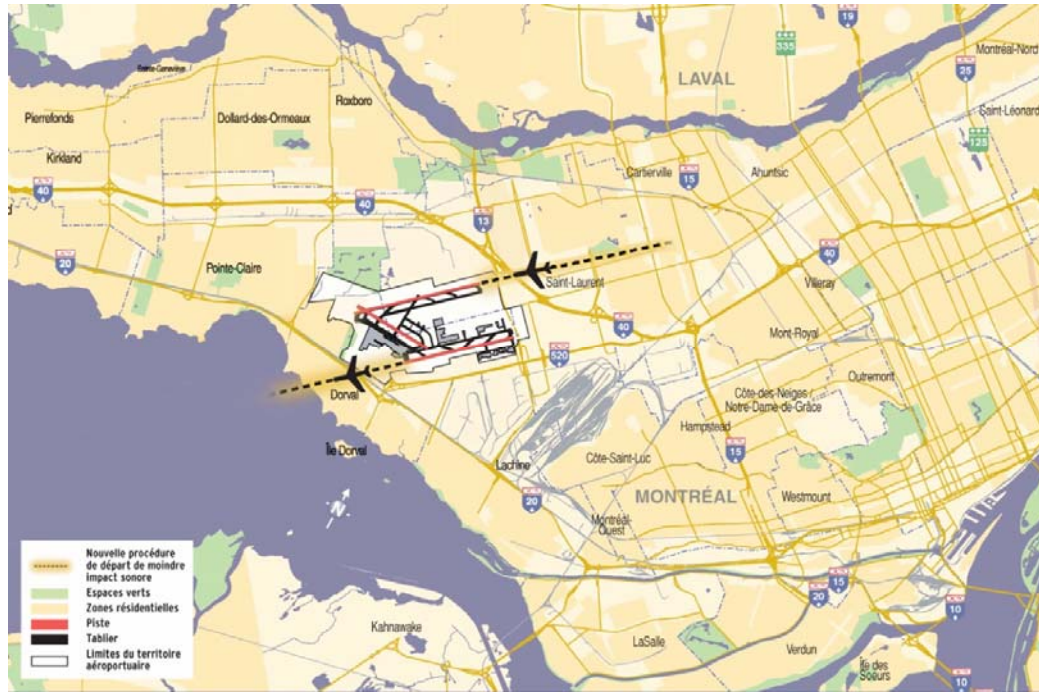 19
335
Montréal-Nord
LAVAL
25
Sainte-Geneviève
Roxboro
Saint-Léonard
Pierrefonds
Dollard-des-Ormeaux
125
Kirkland
Cartierville
15
Ahuntsic
40
40
13
d
20
Pointe-Claire
40
Saint-Laurent
Villeray
40
Mont-Royal
520
Outremont
Dorval
Côte-des-Neiges /
Notre-Dame-de-Grâce
Hampstead
Île Dorval
15
Lachine
Côte-Saint-Luc
20
MONTRÉAL
Westmount
N
Montréal-
Ouest
15
20
10
Kahnawake
LaSalle
Verdun
Île des
Soeurs
10
10
Nouvelle procédure
de départ de moindre
impact sonore
Espaces verts
Zones résidentielles
Piste
Tablier
Limites du territoire
aéroportuaire